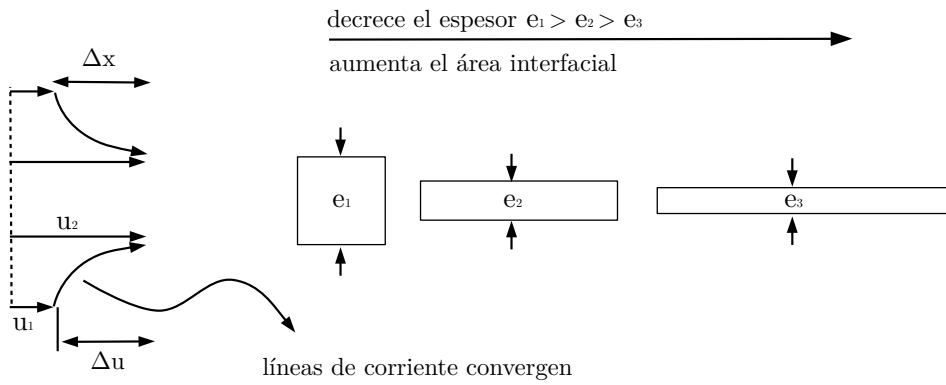 decrece el espesor e₁ > e₂ > e₃
aumenta el área interfacial
Δx
e₁
e₂
e₃
u₂
u₁
Δu
líneas de corriente convergen